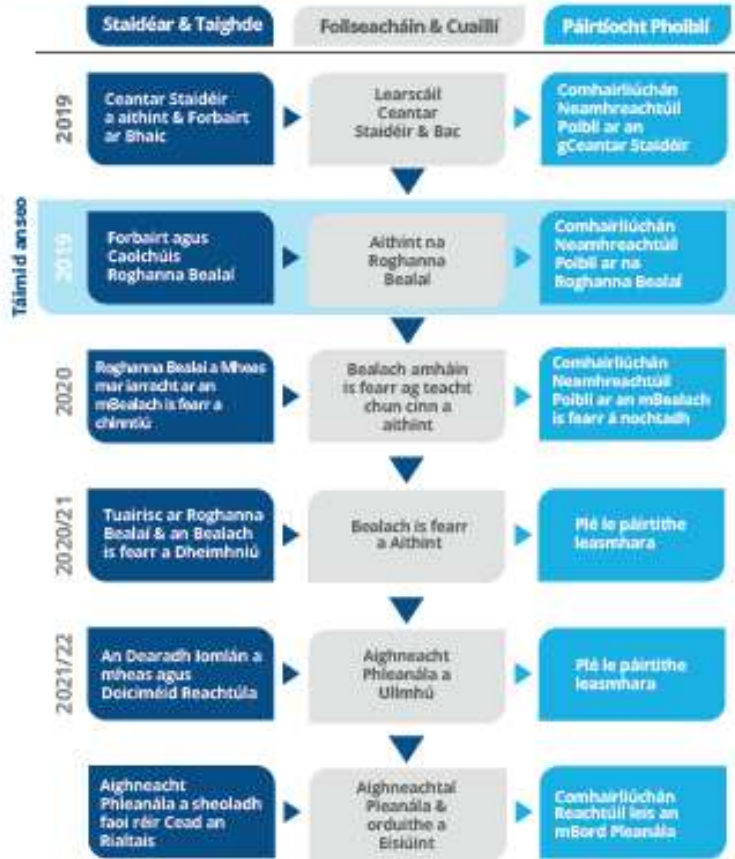 Staidéar & Taighde
Foilseacháin & Cuaillí
Páirtíocht Phoiblí
2019
Ceantar Staidéir
a aithint & Forbairt
ar Bhaic
Learscáil
Ceantar
Staidéir & Bac
Comhairliúchán
Neamhreachtúil
Poiblí ar an
gCeantar Staidéir
Táimid anseo
2019
Forbairt agus
Caolchúis
Roghanna Bealaí
Aithint na
Roghanna
Bealaí
Comhairliúchán
Neamhreachtúil
Poiblí ar na
Roghanna Bealaí
2020
Roghanna Bealaí a Mheas
mar iarracht ar an
mBealach is fearr a
chinntiú
Bealach amháin
is fearr ag teacht
chun cinn a
aithint
Comhairliúchán
Neamhreachtúil
Poiblí ar an mBealach
is fearr á nochtadh
2020/21
Tuairisc ar Roghanna
Bealaí & an Bealach
is fearr a Dheimhniú
Bealach is fearr
a Aithint
Plé le páirtithe
leasmhara
2021/22
An Dearadh Iomlán a
mheas agus
Doiciméid Reachtúla
Aighneacht
Phleanála a
Ullmhú
Plé le páirtithe
leasmhara
Aighneacht
Phleanála a sheoladh
faoi réir Cead an
Rialtais
Aighneachtaí
Pleanála &
orduithe a
Eisiúint
Comhairliúchán
Reachtúil leis an
mBord Pleanála